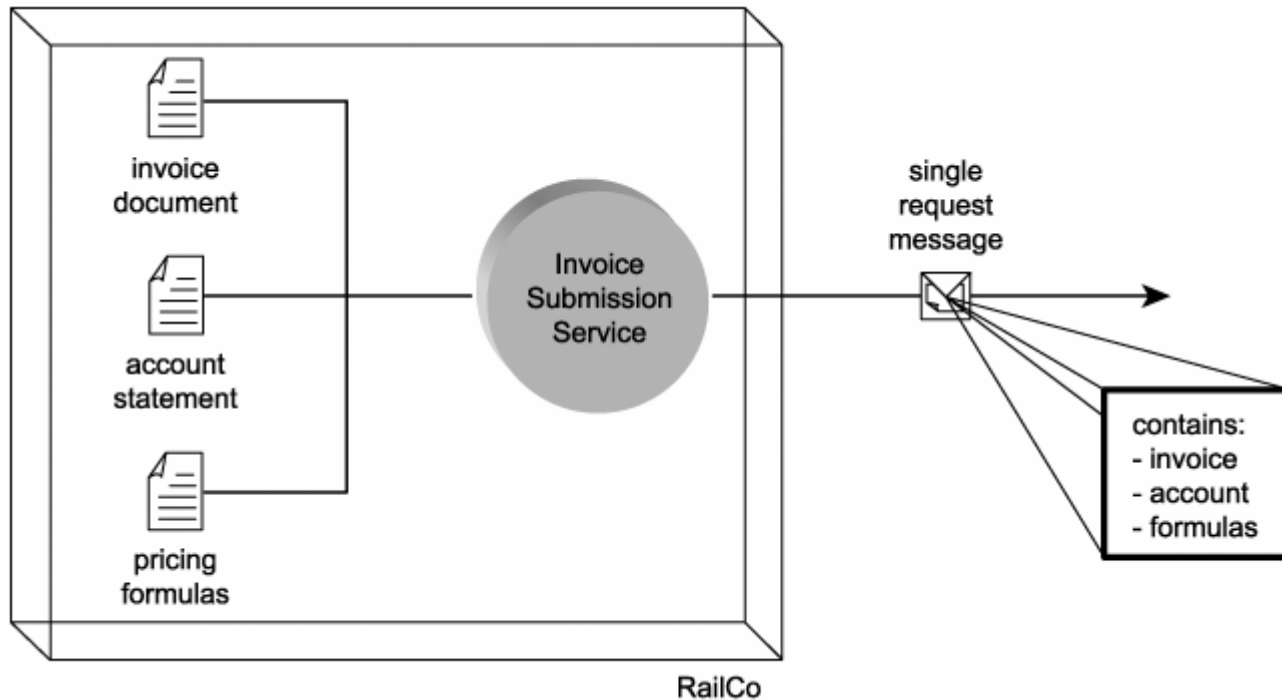 invoice
document
account
statement
pricing
formulas
Invoice
Submission
Service
single
request
message
contains:
- invoice
- account
- formulas
RailCo